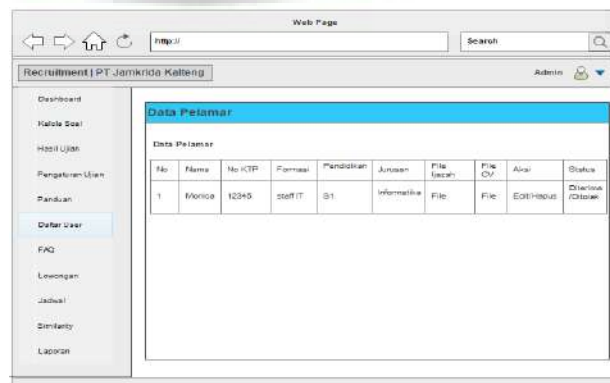 Web Page
http://
Search
Recruitment | PT Jamkrida Kalteng
Admin
Dashboard
Kelola Soal
Hasil Ujian
Pengaturan Ujian
Panduan
Daftar User
FAQ
Lowongan
Jadwal
Similarity
Laporan
Data Pelamar
Data Pelamar
No Nama No KTP Formasi Pendidikan Jurusan File Ijazah File CV Aksi Status
1 Monica 12345 staff IT S1 Informatika File File Edit/Hapus Diterima/Ditolak